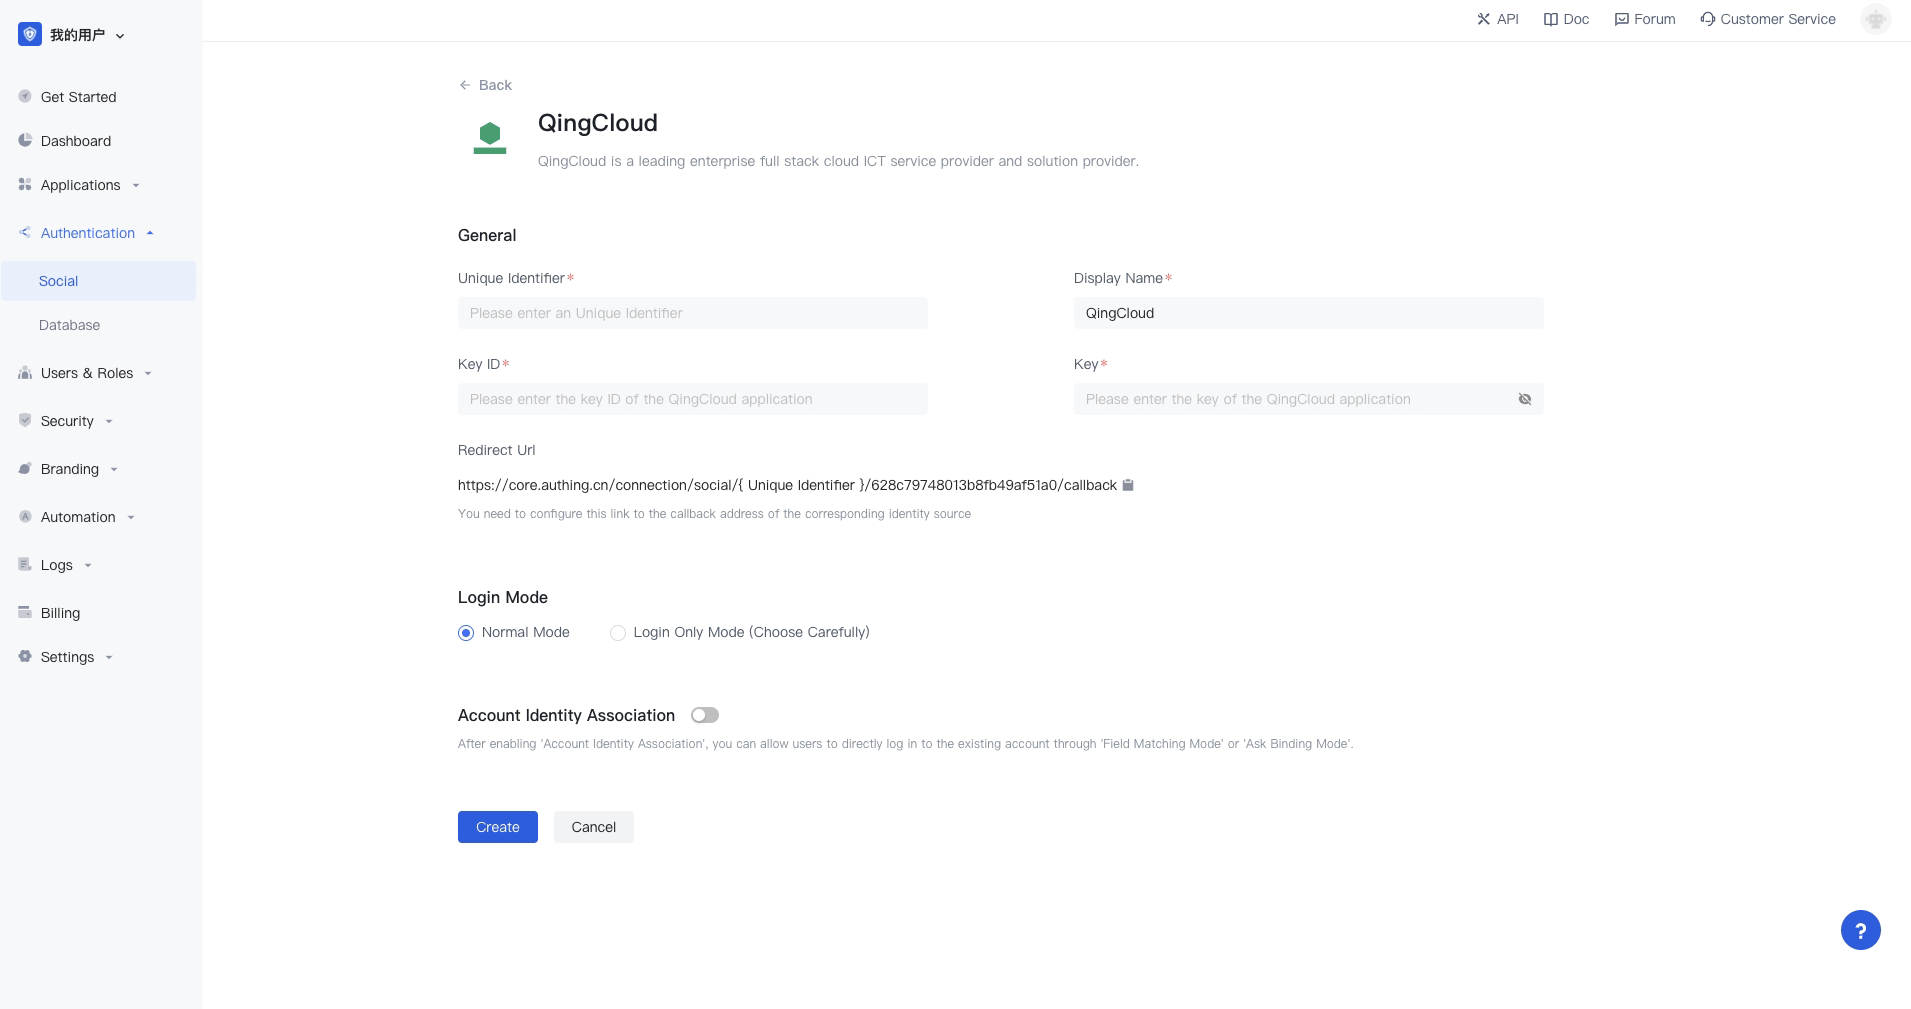 我的用户
API
Doc
Forum
Customer Service
Get Started
Dashboard
Applications
Authentication
Social
Database
Users & Roles
Security
Branding
Automation
Logs
Billing
Settings
Back
QingCloud
QingCloud is a leading enterprise full stack cloud ICT service provider and solution provider.
General
Unique Identifier*
Display Name*
Please enter an Unique Identifier
QingCloud
Key ID*
Key*
Please enter the key ID of the QingCloud application
Please enter the key of the QingCloud application
Redirect Url
https://core.authing.cn/connection/social/{ Unique Identifier }/628c79748013b8fb49af51a0/callback
You need to configure this link to the callback address of the corresponding identity source
Login Mode
Normal Mode
Login Only Mode (Choose Carefully)
Account Identity Association
After enabling 'Account Identity Association', you can allow users to directly log in to the existing account through 'Field Matching Mode' or 'Ask Binding Mode'.
Create
Cancel
?